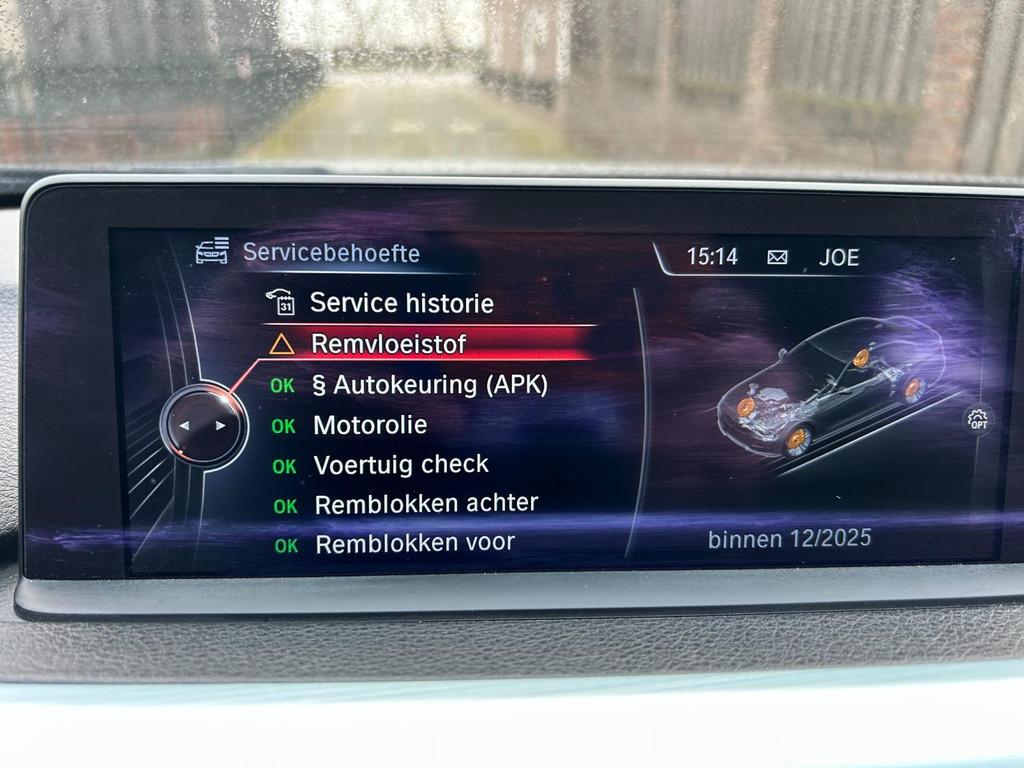 Servicebehoefte
15:14 JOE
31 Service historie
Remvloeistof
OK § Autokeuring (APK)
OK Motorolie
OK Voertuig check
OK Remblokken achter
OK Remblokken voor
OPT
binnen 12/2025